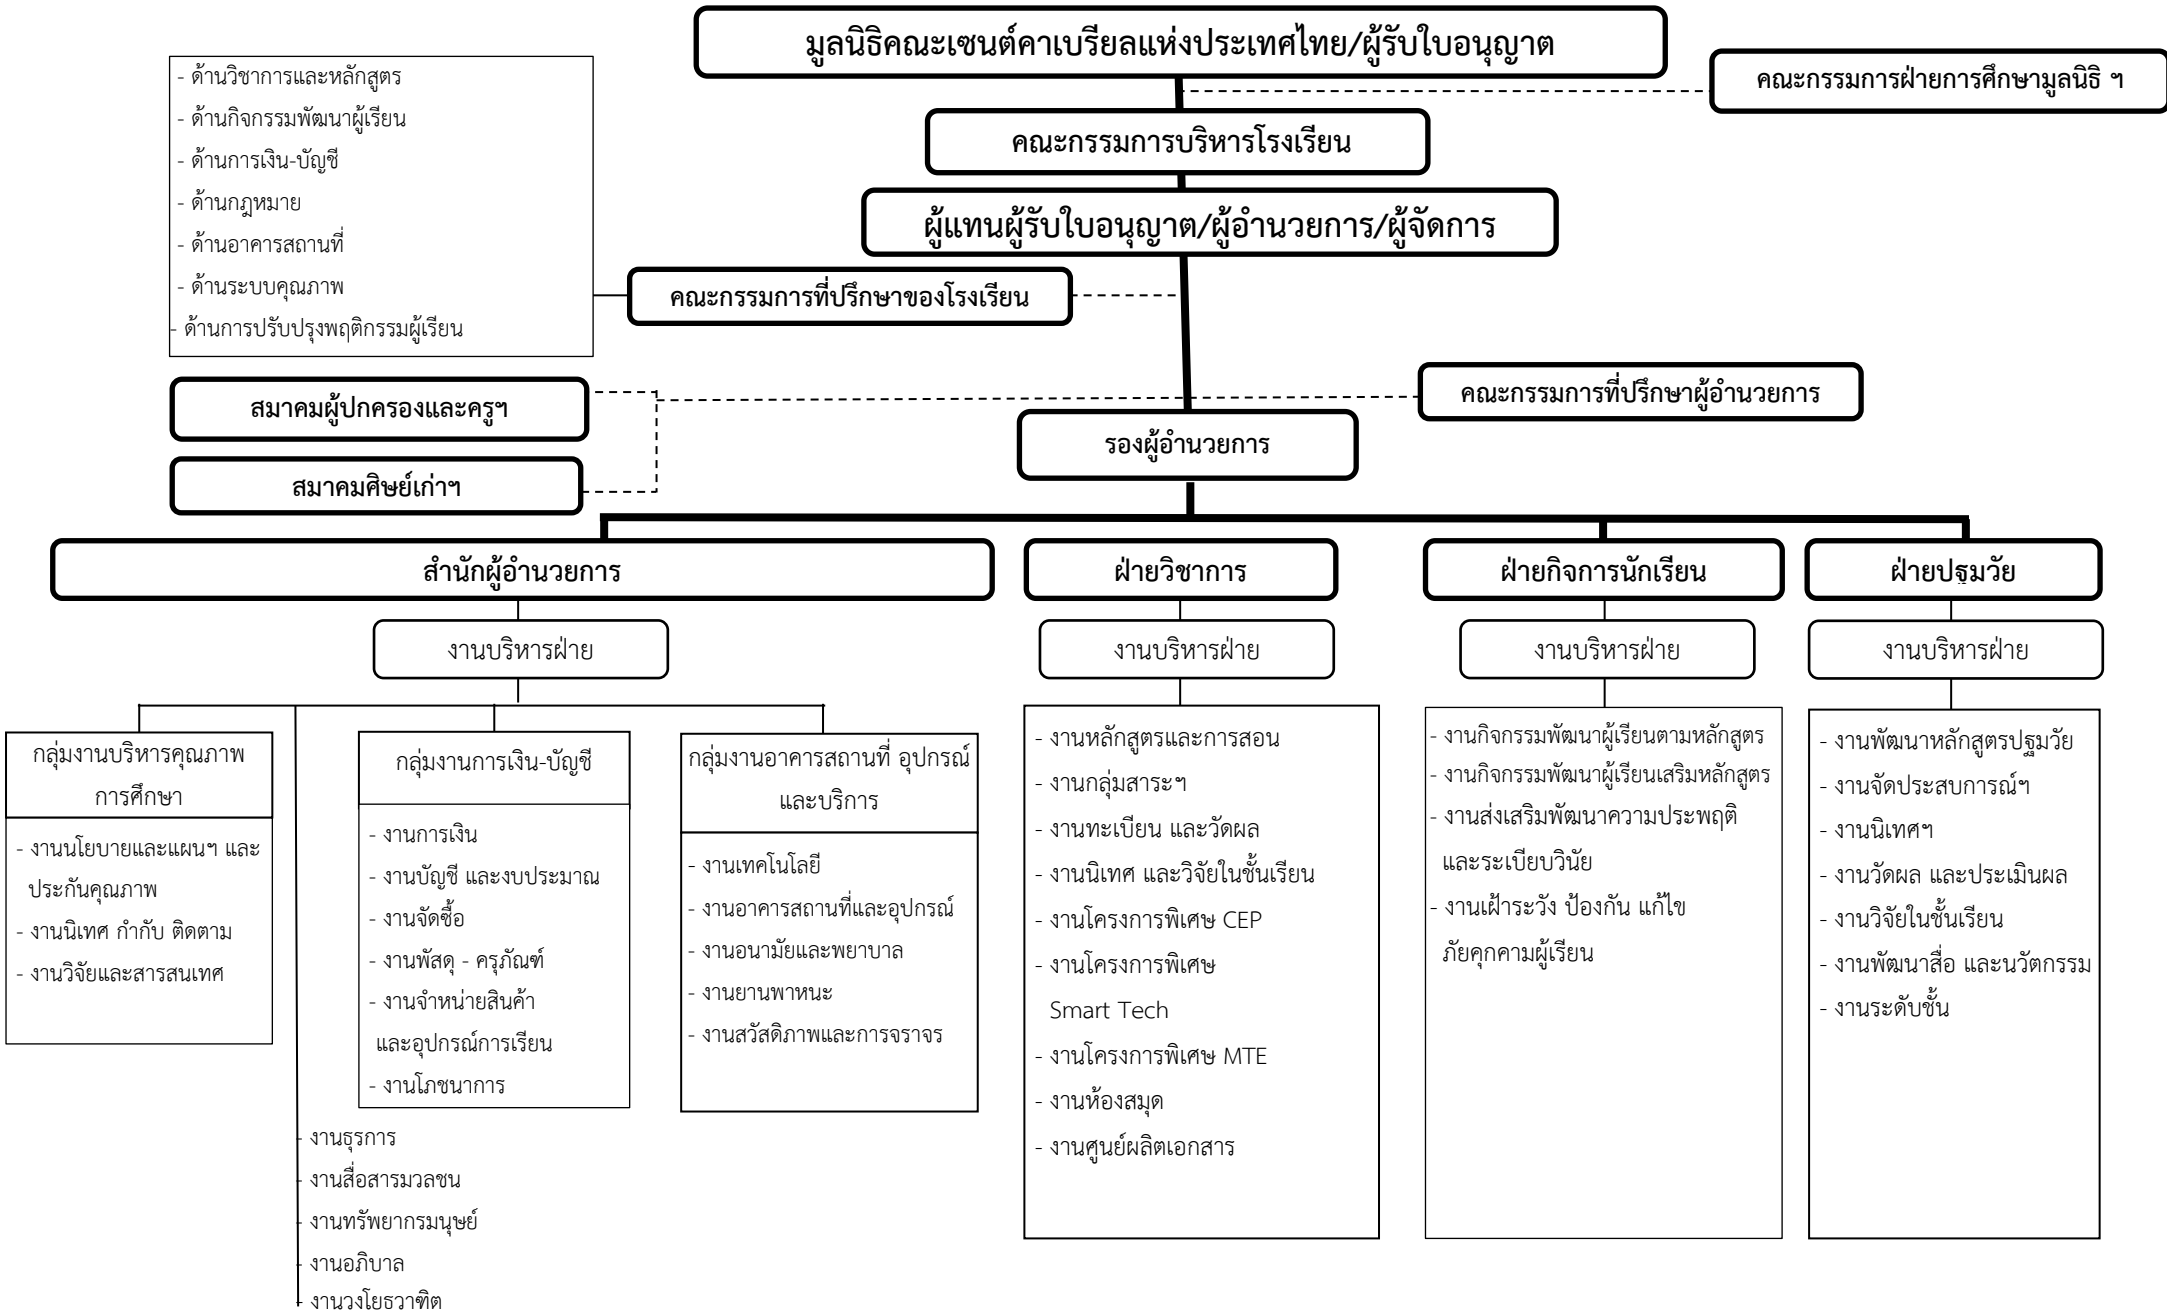 มูลนิธิคณะเซนต์คาเบรียลแห่งประเทศไทย/ผู้รับใบอนุญาต
คณะกรรมการฝ่ายการศึกษามูลนิธิ ฯ
คณะกรรมการบริหารโรงเรียน
ผู้แทนผู้รับใบอนุญาต/ผู้อำนวยการ/ผู้จัดการ
- ด้านวิชาการและหลักสูตร
- ด้านกิจกรรมพัฒนาผู้เรียน
- ด้านการเงิน-บัญชี
- ด้านกฎหมาย
- ด้านอาคารสถานที่
- ด้านระบบคุณภาพ
- ด้านการปรับปรุงพฤติกรรมผู้เรียน
คณะกรรมการที่ปรึกษาของโรงเรียน
สมาคมผู้ปกครองและครูฯ
คณะกรรมการที่ปรึกษาผู้อำนวยการ
สมาคมศิษย์เก่าฯ
รองผู้อำนวยการ
สำนักผู้อำนวยการ
ฝ่ายวิชาการ
ฝ่ายกิจการนักเรียน
ฝ่ายปฐมวัย
งานบริหารฝ่าย
งานบริหารฝ่าย
งานบริหารฝ่าย
งานบริหารฝ่าย
กลุ่มงานบริหารคุณภาพ
การศึกษา
- งานนโยบายและแผนฯ และ
ประกันคุณภาพ
- งานนิเทศ กำกับ ติดตาม
- งานวิจัยและสารสนเทศ
กลุ่มงานการเงิน-บัญชี
- งานการเงิน
- งานบัญชี และงบประมาณ
- งานจัดซื้อ
- งานพัสดุ - ครุภัณฑ์
- งานจำหน่ายสินค้า
และอุปกรณ์การเรียน
- งานโภชนาการ
กลุ่มงานอาคารสถานที่ อุปกรณ์
และบริการ
- งานเทคโนโลยี
- งานอาคารสถานที่และอุปกรณ์
- งานอนามัยและพยาบาล
- งานยานพาหนะ
- งานสวัสดิภาพและการจราจร
- งานธุรการ
- งานสื่อสารมวลชน
- งานทรัพยากรมนุษย์
- งานอภิบาล
- งานวงโยธวาฑิต
- งานหลักสูตรและการสอน
- งานกลุ่มสาระฯ
- งานทะเบียน และวัดผล
- งานนิเทศ และวิจัยในชั้นเรียน
- งานโครงการพิเศษ CEP
- งานโครงการพิเศษ
Smart Tech
- งานโครงการพิเศษ MTE
- งานห้องสมุด
- งานศูนย์ผลิตเอกสาร
- งานกิจกรรมพัฒนาผู้เรียนตามหลักสูตร
- งานกิจกรรมพัฒนาผู้เรียนเสริมหลักสูตร
- งานส่งเสริมพัฒนาความประพฤติ
และระเบียบวินัย
- งานเฝ้าระวัง ป้องกัน แก้ไข
ภัยคุกคามผู้เรียน
- งานพัฒนาหลักสูตรปฐมวัย
- งานจัดประสบการณ์ฯ
- งานนิเทศฯ
- งานวัดผล และประเมินผล
- งานวิจัยในชั้นเรียน
- งานพัฒนาสื่อ และนวัตกรรม
- งานระดับชั้น